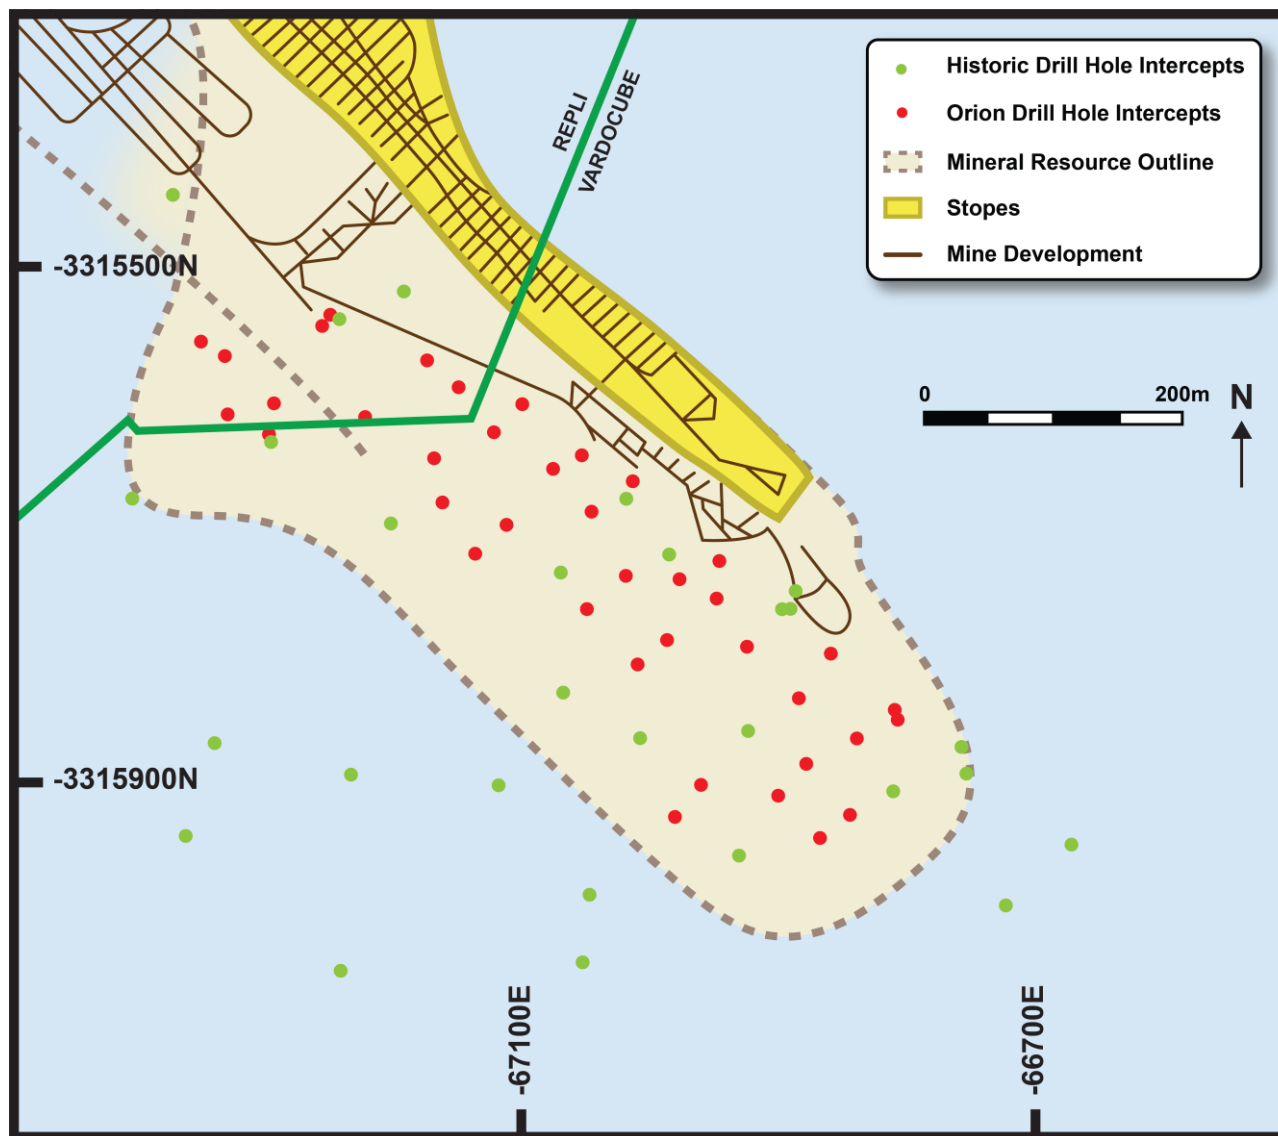 REPLI
VARDOCUBE
Historic Drill Hole Intercepts
Orion Drill Hole Intercepts
Mineral Resource Outline
Stopes
Mine Development
-3315500N
0 200m
N
-3315900N
-67100E
-66700E